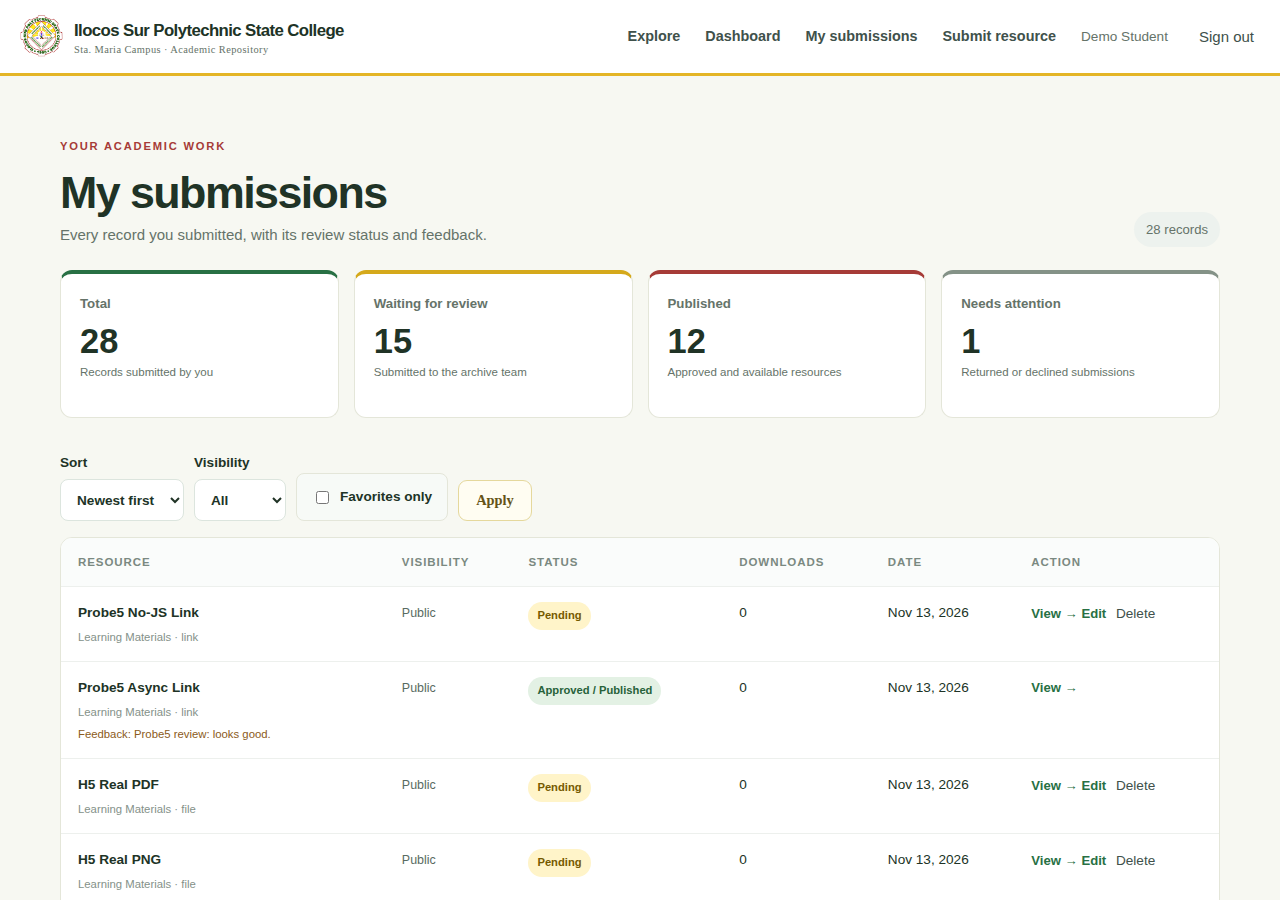 Ilocos Sur Polytechnic State College
Sta. Maria Campus · Academic Repository
Explore
Dashboard
My submissions
Submit resource
Demo Student
Sign out
YOUR ACADEMIC WORK
My submissions
Every record you submitted, with its review status and feedback.
28 records
Total
28
Records submitted by you
Waiting for review
15
Submitted to the archive team
Published
12
Approved and available resources
Needs attention
1
Returned or declined submissions
Sort
Newest first
Visibility
All
Favorites only
Apply
RESOURCE VISIBILITY STATUS DOWNLOADS DATE ACTION
Probe5 No-JS Link Public Pending 0 Nov 13, 2026 View → Edit Delete
Learning Materials · link
Probe5 Async Link Public Approved / Published 0 Nov 13, 2026 View →
Learning Materials · link
Feedback: Probe5 review: looks good.
H5 Real PDF Public Pending 0 Nov 13, 2026 View → Edit Delete
Learning Materials · file
H5 Real PNG Public Pending 0 Nov 13, 2026 View → Edit Delete
Learning Materials · file